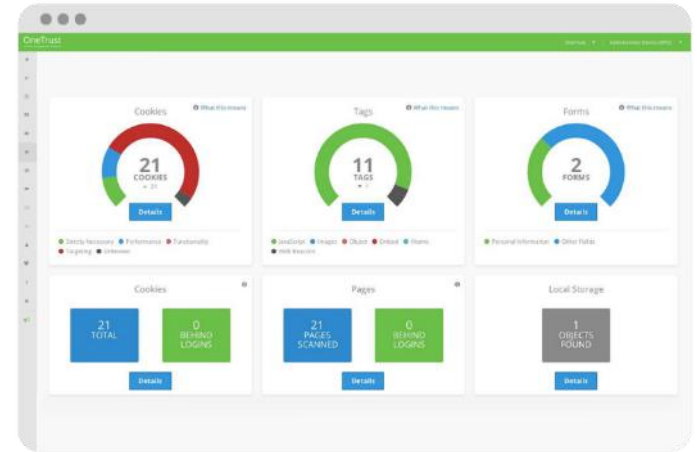 OneTrust
Cookies
What this means
21
COOKIES
Details
Strictly Necessary Performance Functionality
Targeting Unknown
Tags
What this means
11
TAGS
Details
JavaScript Images Object Embed
Web Beacons
Forms
What this means
2
FORMS
Details
Personal Information Other Fields
Cookies
21
TOTAL
0
BEHIND
LOGINS
Details
Pages
21
PAGES
SCANNED
0
BEHIND
LOGINS
Details
Local Storage
1
OBJECTS
FOUND
Details